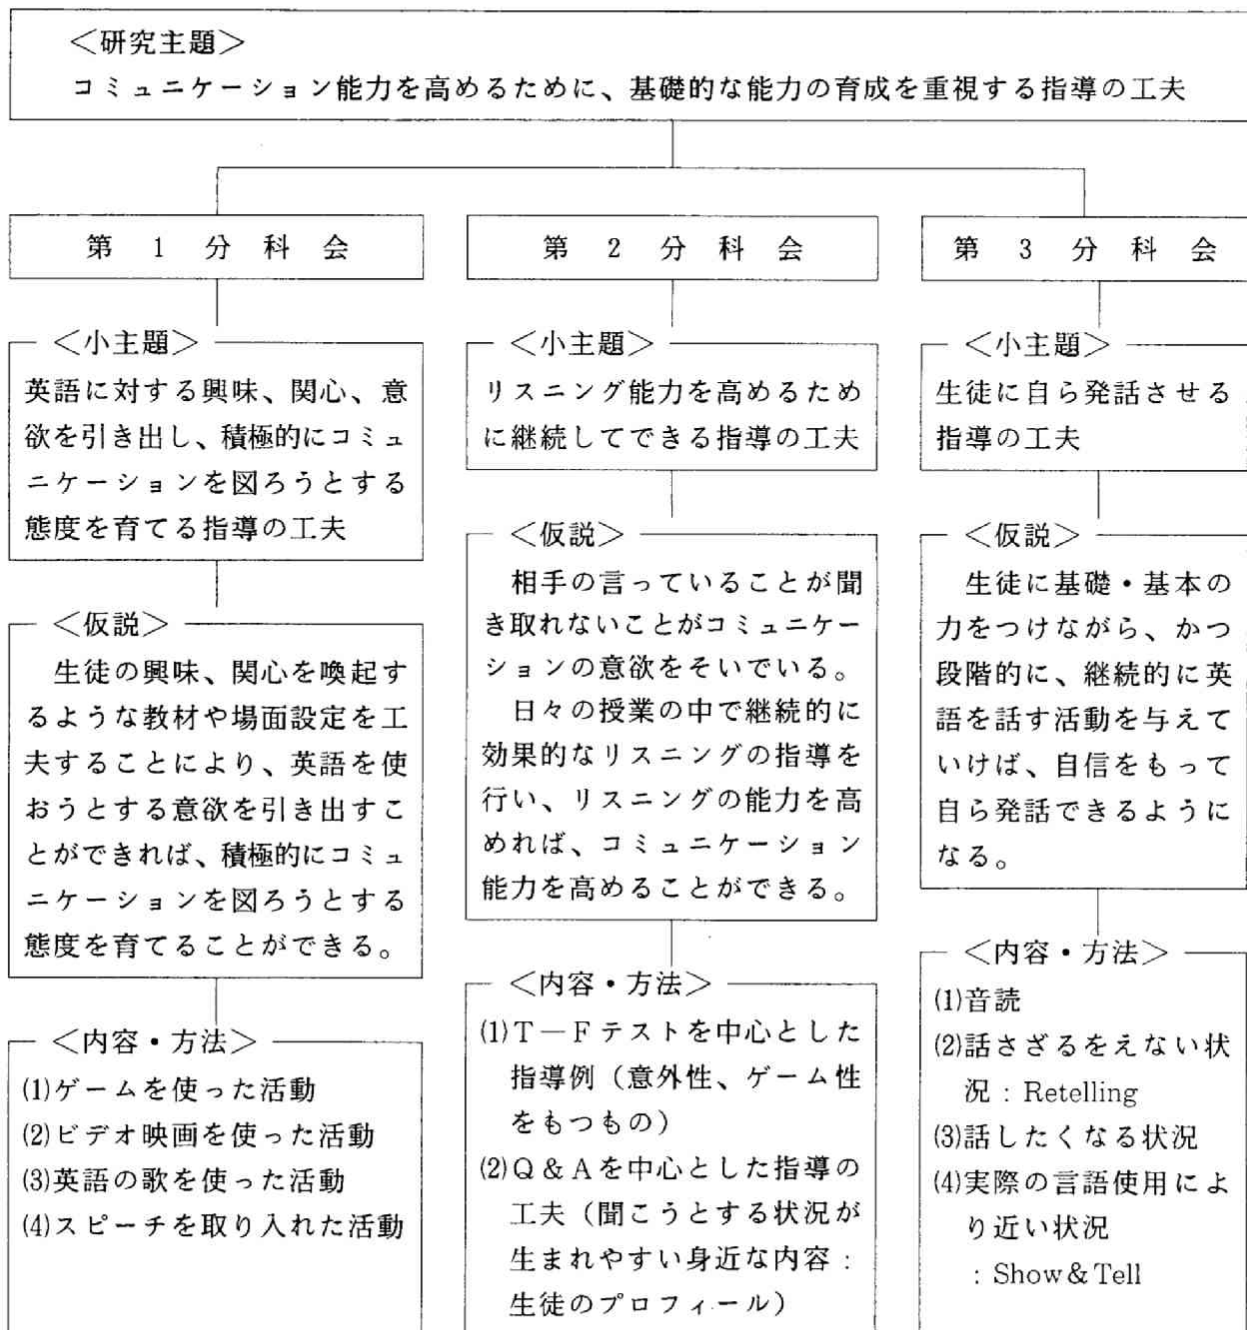 ＜研究主題＞
コミュニケーション能力を高めるために、基礎的な能力の育成を重視する指導の工夫
第　1　分　科　会
＜小主題＞
英語に対する興味、関心、意
欲を引き出し、積極的にコミュ
ニケーションを図ろうとする
態度を育てる指導の工夫
＜仮説＞
生徒の興味、関心を喚起す
るような教材や場面設定を工
夫することにより、英語を使
おうとする意欲を引き出すこ
とができれば、積極的にコミュ
ニケーションを図ろうとする
態度を育てることができる。
＜内容・方法＞
(1)ゲームを使った活動
(2)ビデオ映画を使った活動
(3)英語の歌を使った活動
(4)スピーチを取り入れた活動
第　2　分　科　会
＜小主題＞
リスニング能力を高めるため
に継続してできる指導の工夫
＜仮説＞
相手の言っていることが聞
き取れないことがコミュニケー
ションの意欲をそいでいる。
日々の授業の中で継続的に
効果的なリスニングの指導を
行い、リスニングの能力を高
めれば、コミュニケーション
能力を高めることができる。
＜内容・方法＞
(1)T－Fテストを中心とした
指導例（意外性、ゲーム性
をもつもの）
(2)Q＆Aを中心とした指導の
工夫（聞こうとする状況が
生まれやすい身近な内容：
生徒のプロフィール）
第　3　分　科　会
＜小主題＞
生徒に自ら発話させる
指導の工夫
＜仮説＞
生徒に基礎・基本の
力をつけながら、かつ
段階的に、継続的に英
語を話す活動を与えて
いけば、自信をもって
自ら発話できるように
なる。
＜内容・方法＞
(1)音読
(2)話さざるをえない状
況：Retelling
(3)話したくなる状況
(4)実際の言語使用によ
り近い状況
：Show＆Tell